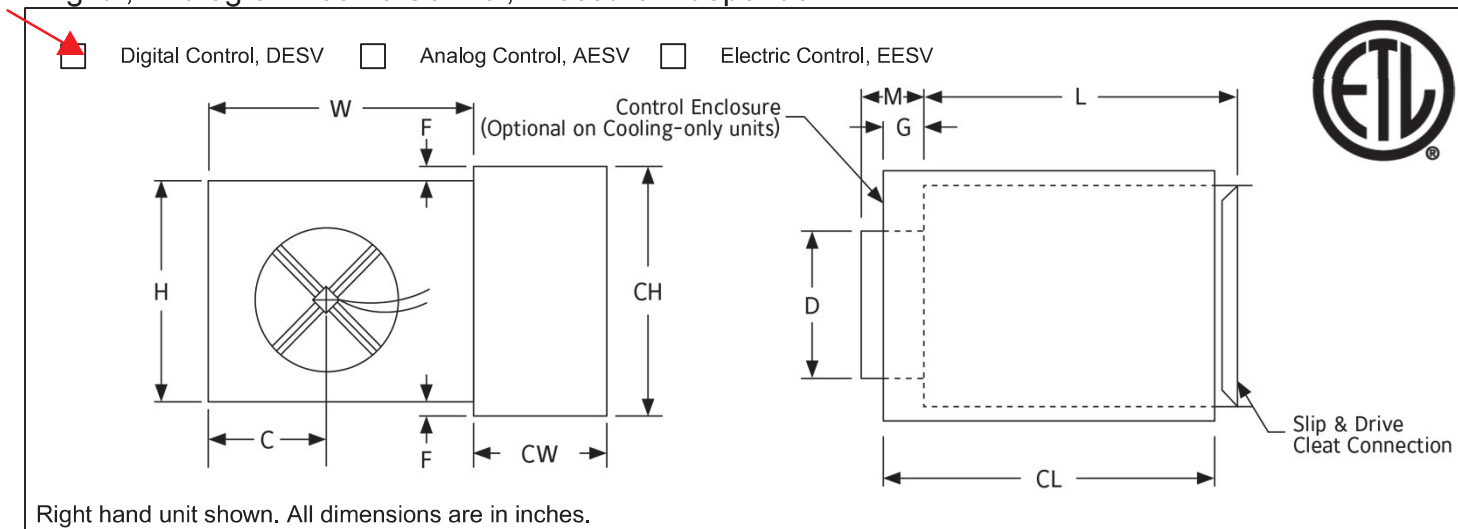 Digital Control, DESV Analog Control, AESV Electric Control, EESV
ETL
®
W
F
Control Enclosure
(Optional on Cooling-only units)
M
L
G
H
CH
D
C
F
CW
Slip & Drive
Cleat Connection
CL
Right hand unit shown. All dimensions are in inches.